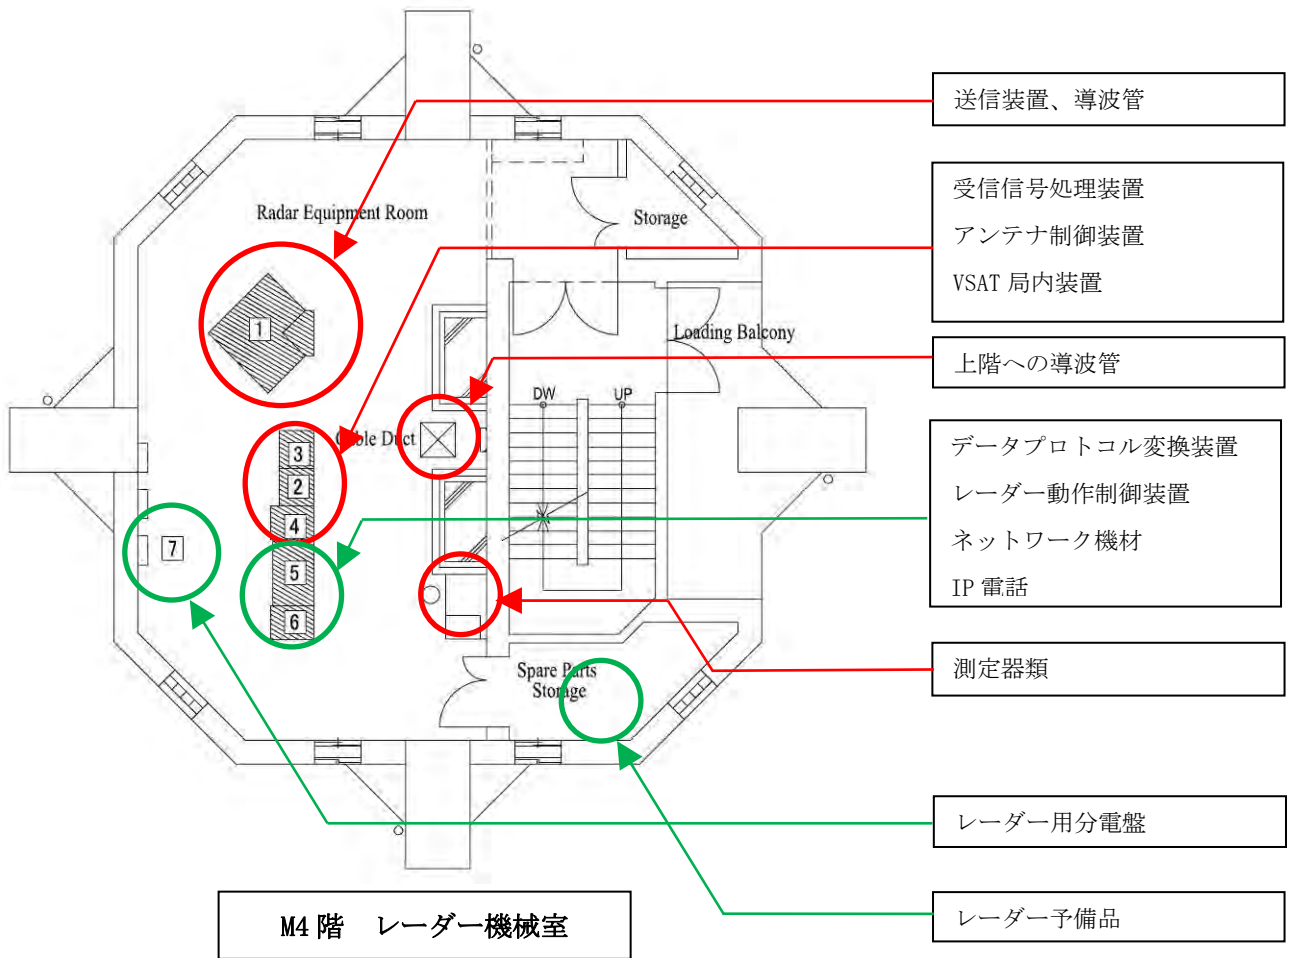 送信装置、導波管
受信信号処理装置
アンテナ制御装置
VSAT 局内装置
上階への導波管
データプロトコル変換装置
レーダー動作制御装置
ネットワーク機材
IP 電話
測定器類
レーダー用分電盤
レーダー予備品
Radar Equipment Room
Storage
Loading Balcony
1
DW
UP
Cable Duct
3
2
4
7
5
6
Spare Parts
Storage
M4 階 レーダー機械室